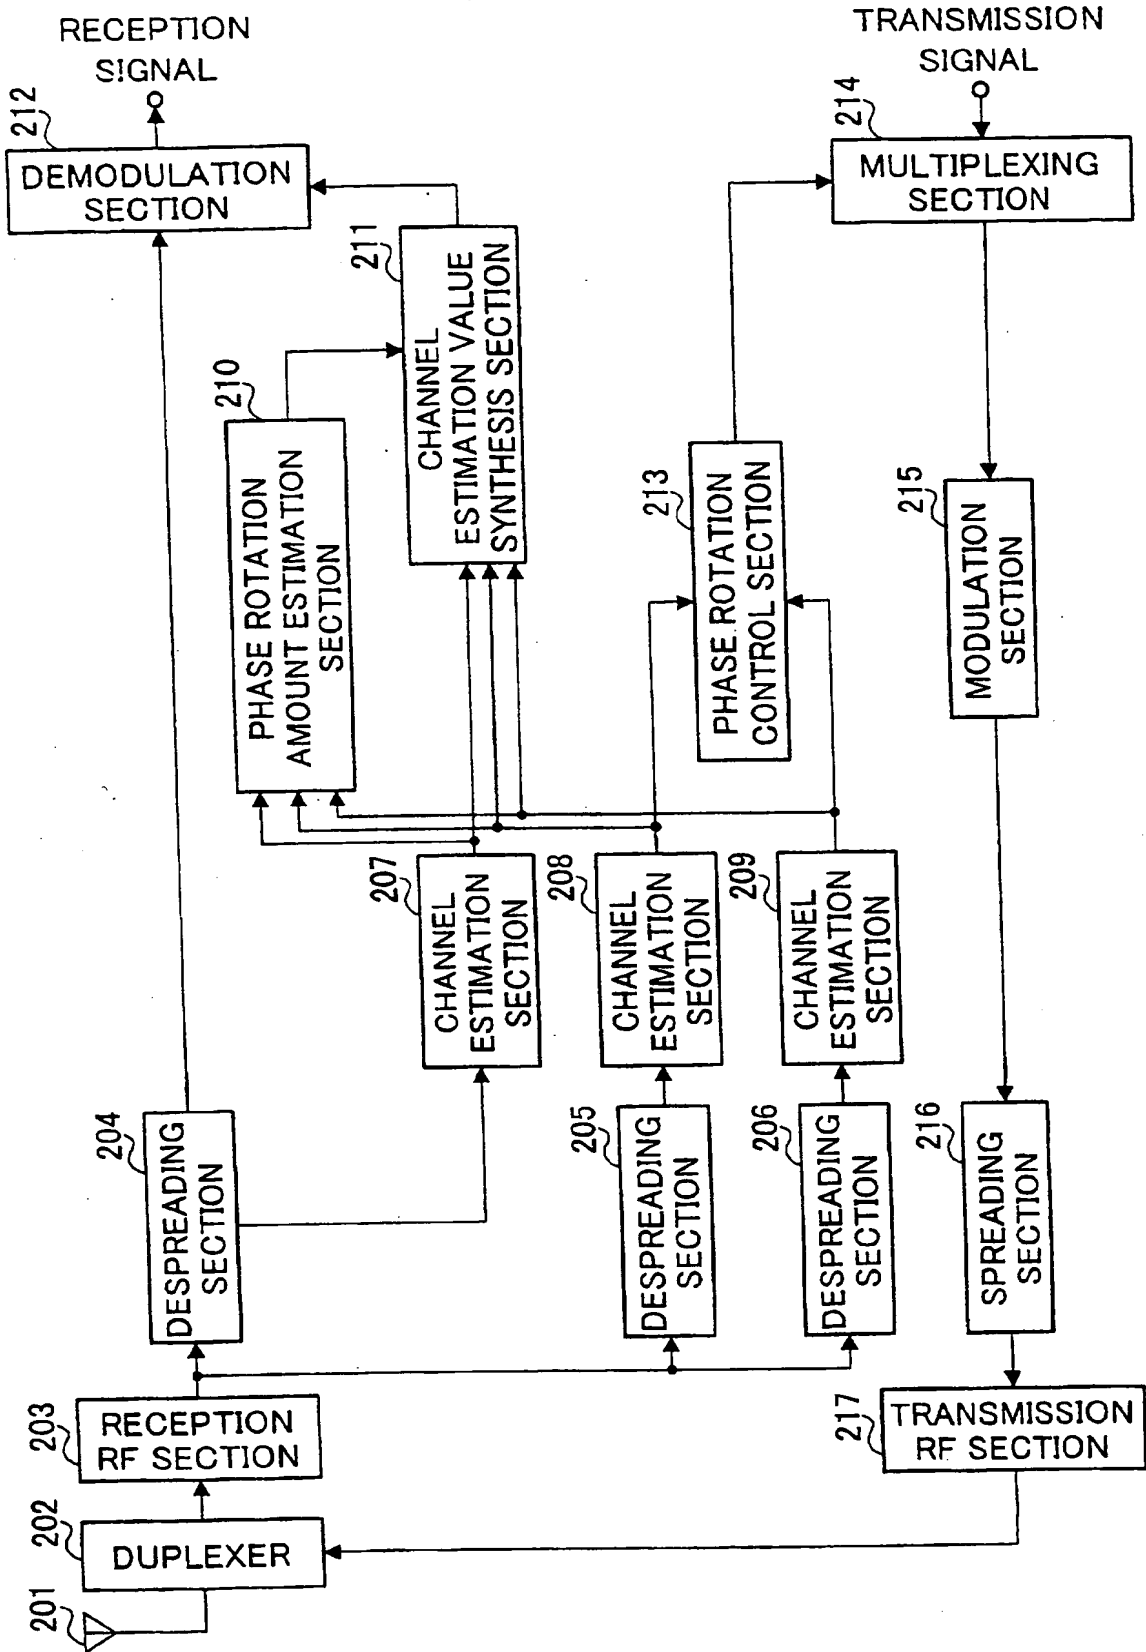 RECEPTION
SIGNAL
212
DEMODULATION
SECTION
211
CHANNEL
ESTIMATION VALUE
SYNTHESIS SECTION
210
PHASE ROTATION
AMOUNT ESTIMATION
SECTION
204
DESPREADING
SECTION
207
CHANNEL
ESTIMATION
SECTION
203
RECEPTION
RF SECTION
202
DUPLEXER
201
205
DESPREADING
SECTION
208
CHANNEL
ESTIMATION
SECTION
206
DESPREADING
SECTION
209
CHANNEL
ESTIMATION
SECTION
213
PHASE ROTATION
CONTROL SECTION
TRANSMISSION
SIGNAL
214
MULTIPLEXING
SECTION
215
MODULATION
SECTION
216
SPREADING
SECTION
217
TRANSMISSION
RF SECTION